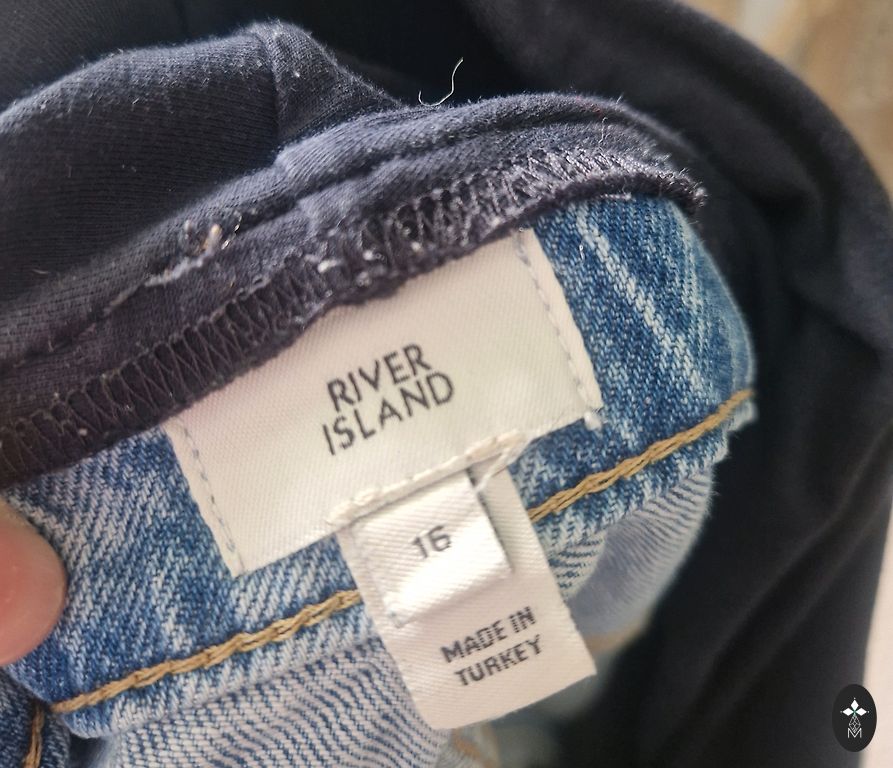 RIVER
ISLAND
16
MADE IN
TURKEY